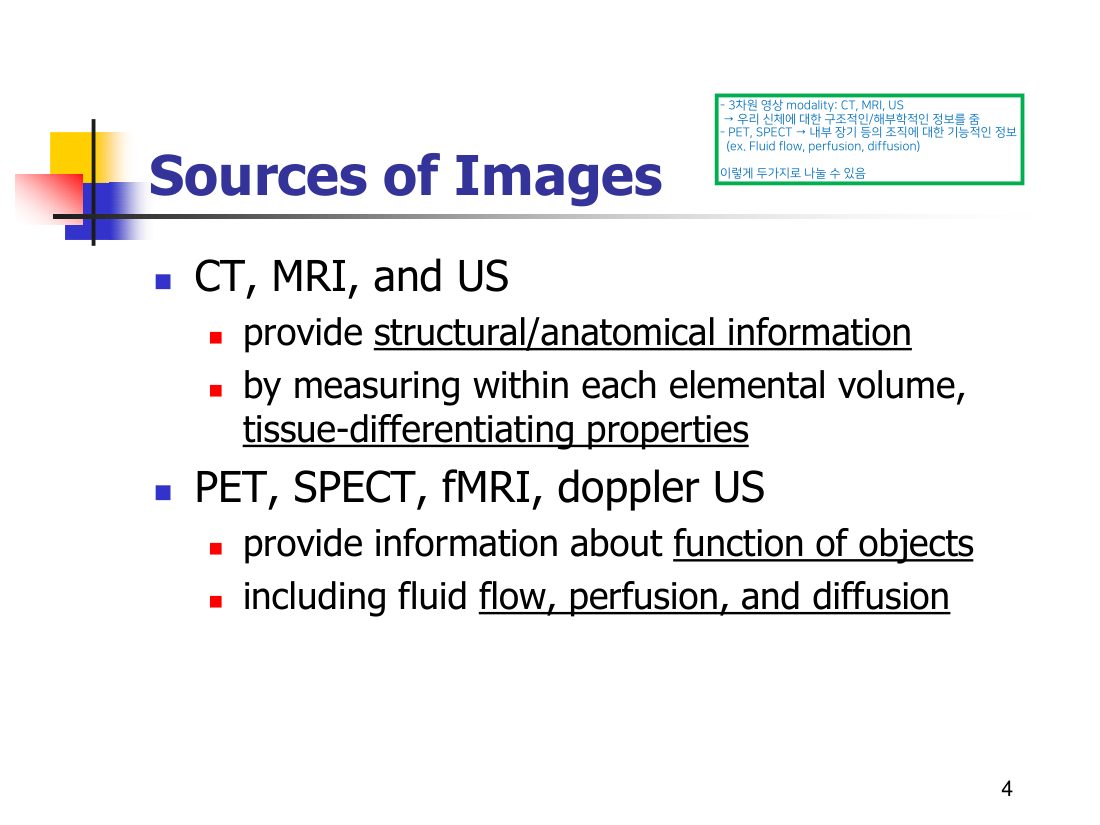 - 3차원 영상 modality: CT, MRI, US
→ 우리 신체에 대한 구조적인/해부학적인 정보를 줌
- PET, SPECT → 내부 장기 등의 조직에 대한 기능적인 정보
(ex. Fluid flow, perfusion, diffusion)
이렇게 두가지로 나눌 수 있음
Sources of Images
CT, MRI, and US
provide structural/anatomical information
by measuring within each elemental volume,
tissue-differentiating properties
PET, SPECT, fMRI, doppler US
provide information about function of objects
including fluid flow, perfusion, and diffusion
4